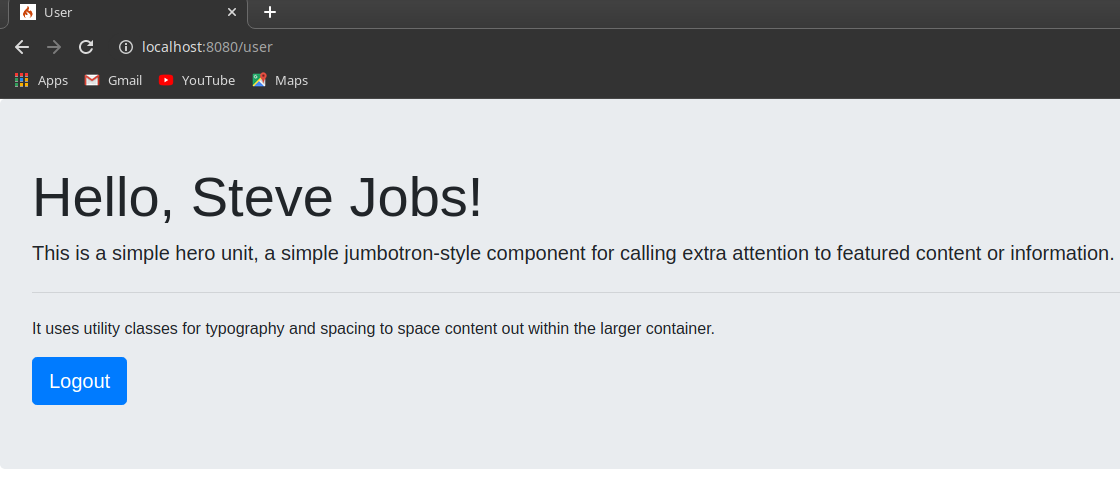 User
localhost:8080/user
Apps Gmail YouTube Maps
Hello, Steve Jobs!
This is a simple hero unit, a simple jumbotron-style component for calling extra attention to featured content or information.
It uses utility classes for typography and spacing to space content out within the larger container.
Logout